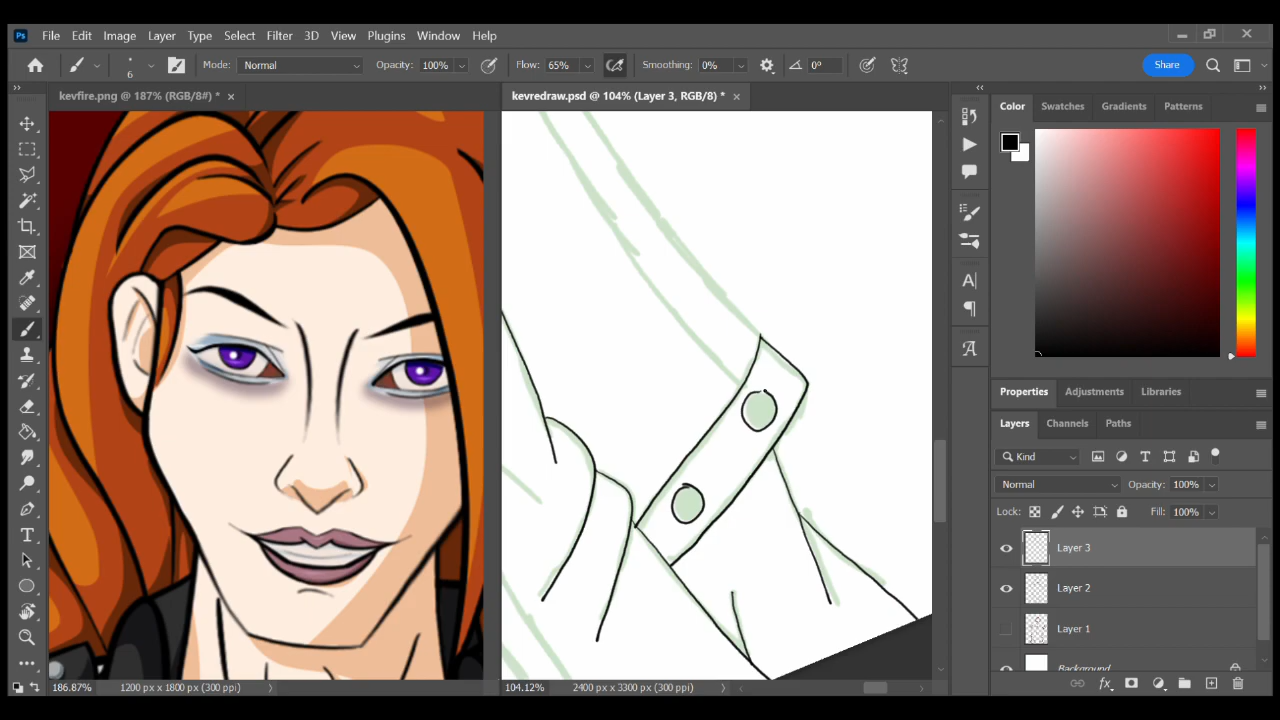 Ps File Edit Image Layer Type Select Filter 3D View Plugins Window Help
6 Mode: Normal Opacity: 100% Flow: 65% Smoothing: 0% 0° Share
kevfire.png @ 187% (RGB/8#) * × kevredraw.psd @ 104% (Layer 3, RGB/8) * ×
Color Swatches Gradients Patterns
Properties Adjustments Libraries
Layers Channels Paths
Kind
Normal Opacity: 100%
Lock: Fill: 100%
Layer 3
Layer 2
Layer 1
Background
186.87% 1200 px x 1800 px (300 ppi) 104.12% 2400 px x 3300 px (300 ppi)